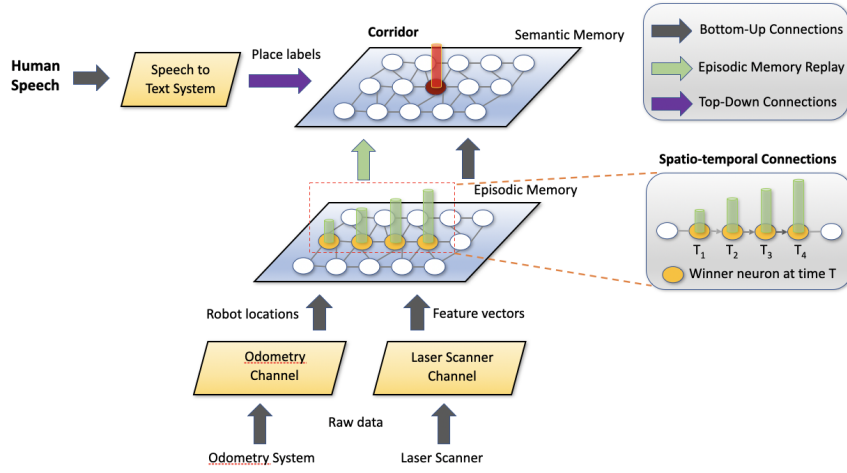 Corridor
Semantic Memory
Human
Speech
Speech to
Text System
Place labels
Bottom-Up Connections
Episodic Memory Replay
Top-Down Connections
Spatio-temporal Connections
Episodic Memory
T1 T2 T3 T4
Winner neuron at time T
Robot locations
Feature vectors
Odometry
Channel
Laser Scanner
Channel
Raw data
Odometry System
Laser Scanner